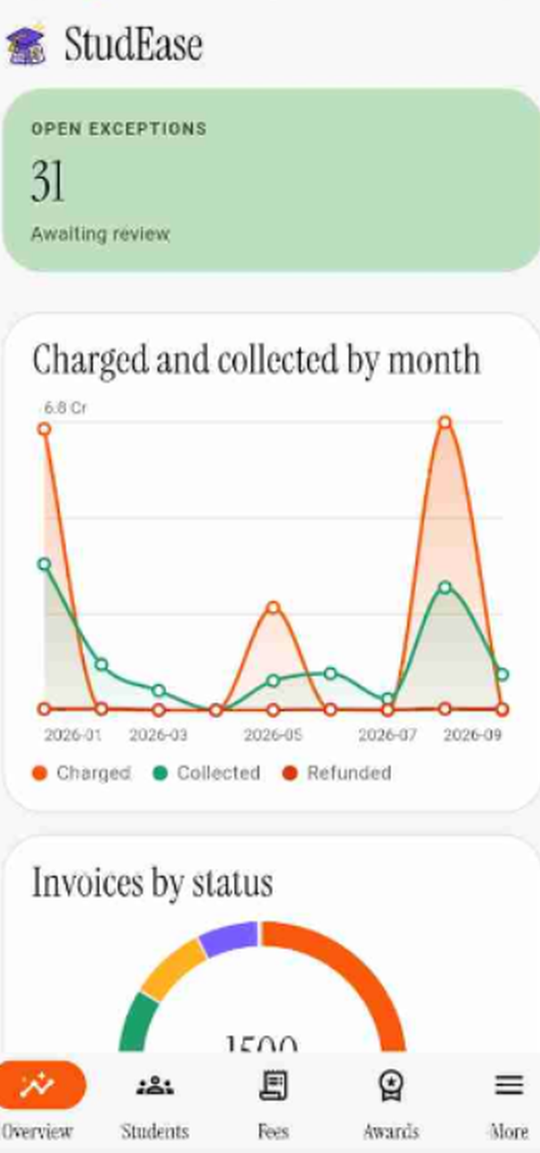 StudEase
OPEN EXCEPTIONS
31
Awaiting review
Charged and collected by month
6.8 Cr
2026-01 2026-03 2026-05 2026-07 2026-09
Charged Collected Refunded
Invoices by status
1500
Overview Students Fees Awards More